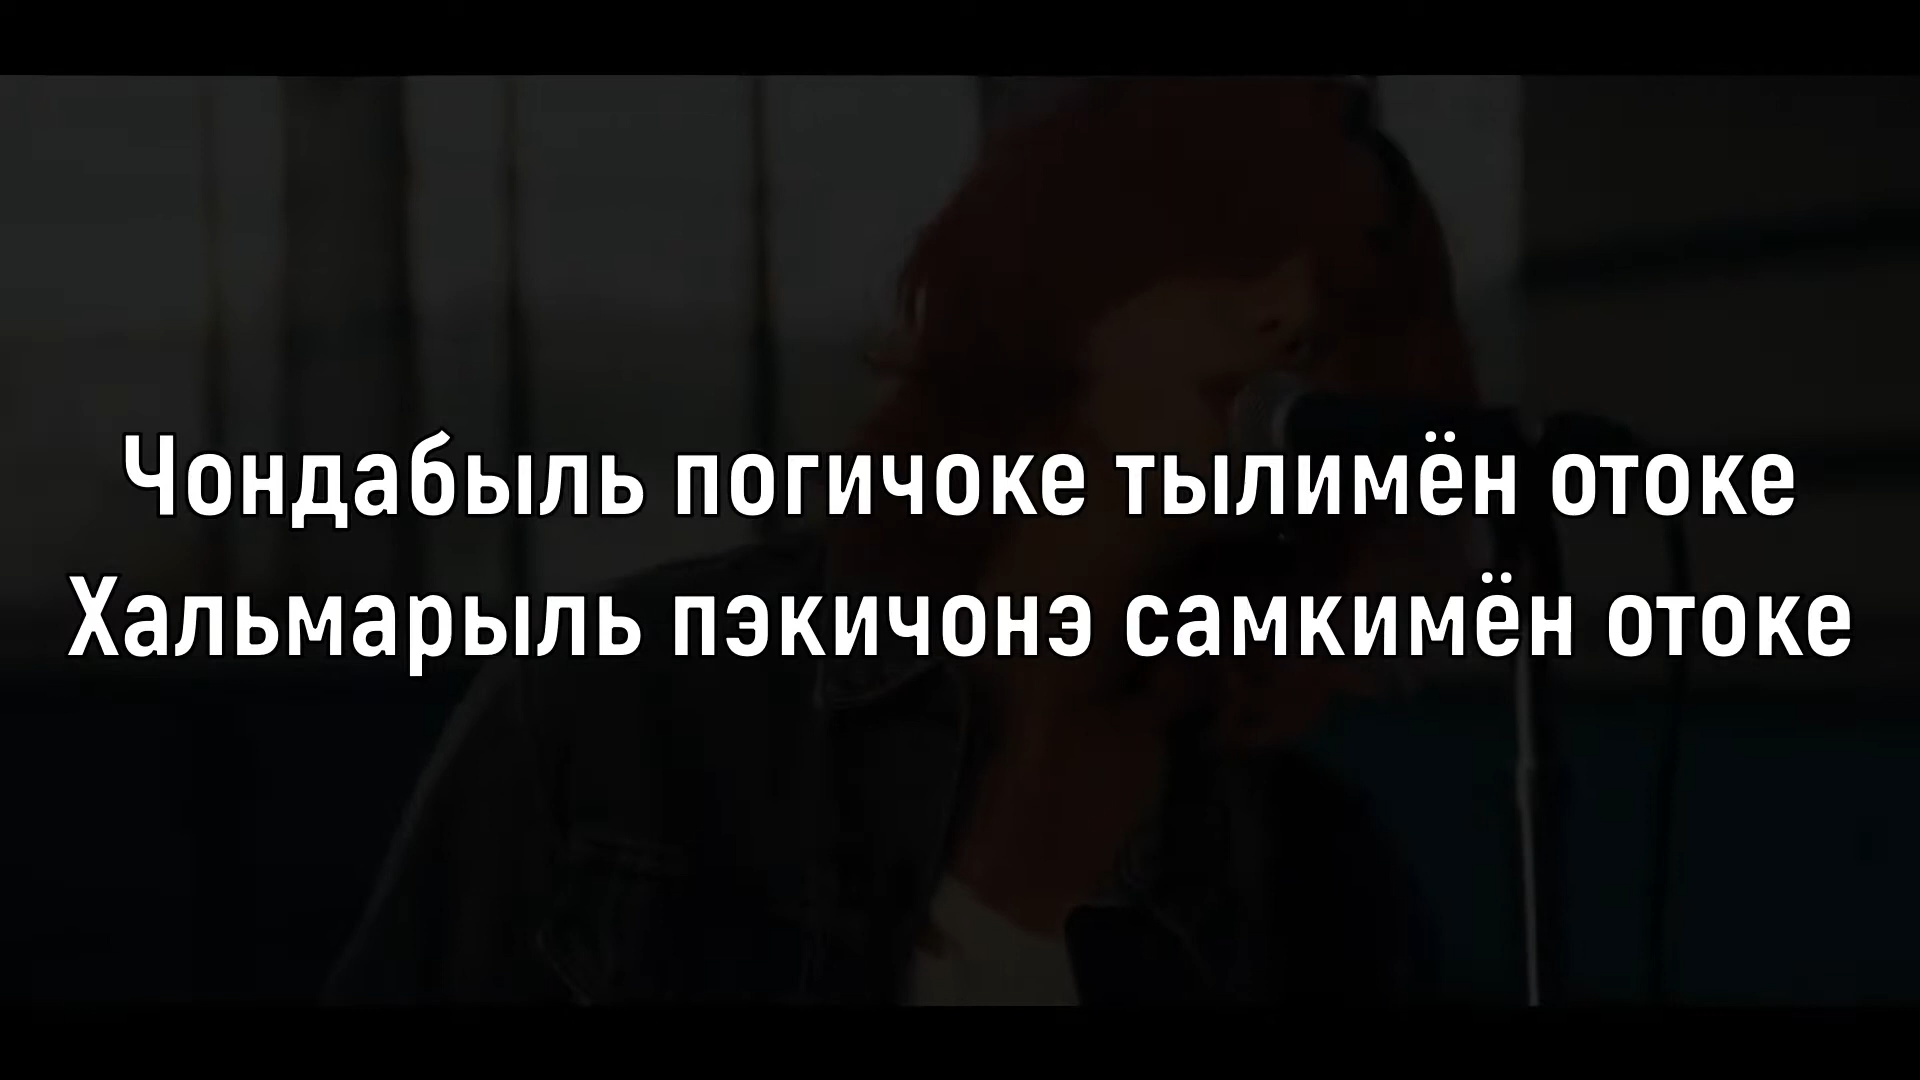 Чондабыль погичоке тылимён отоке
Хальмарыль пэкичонэ самкимён отоке